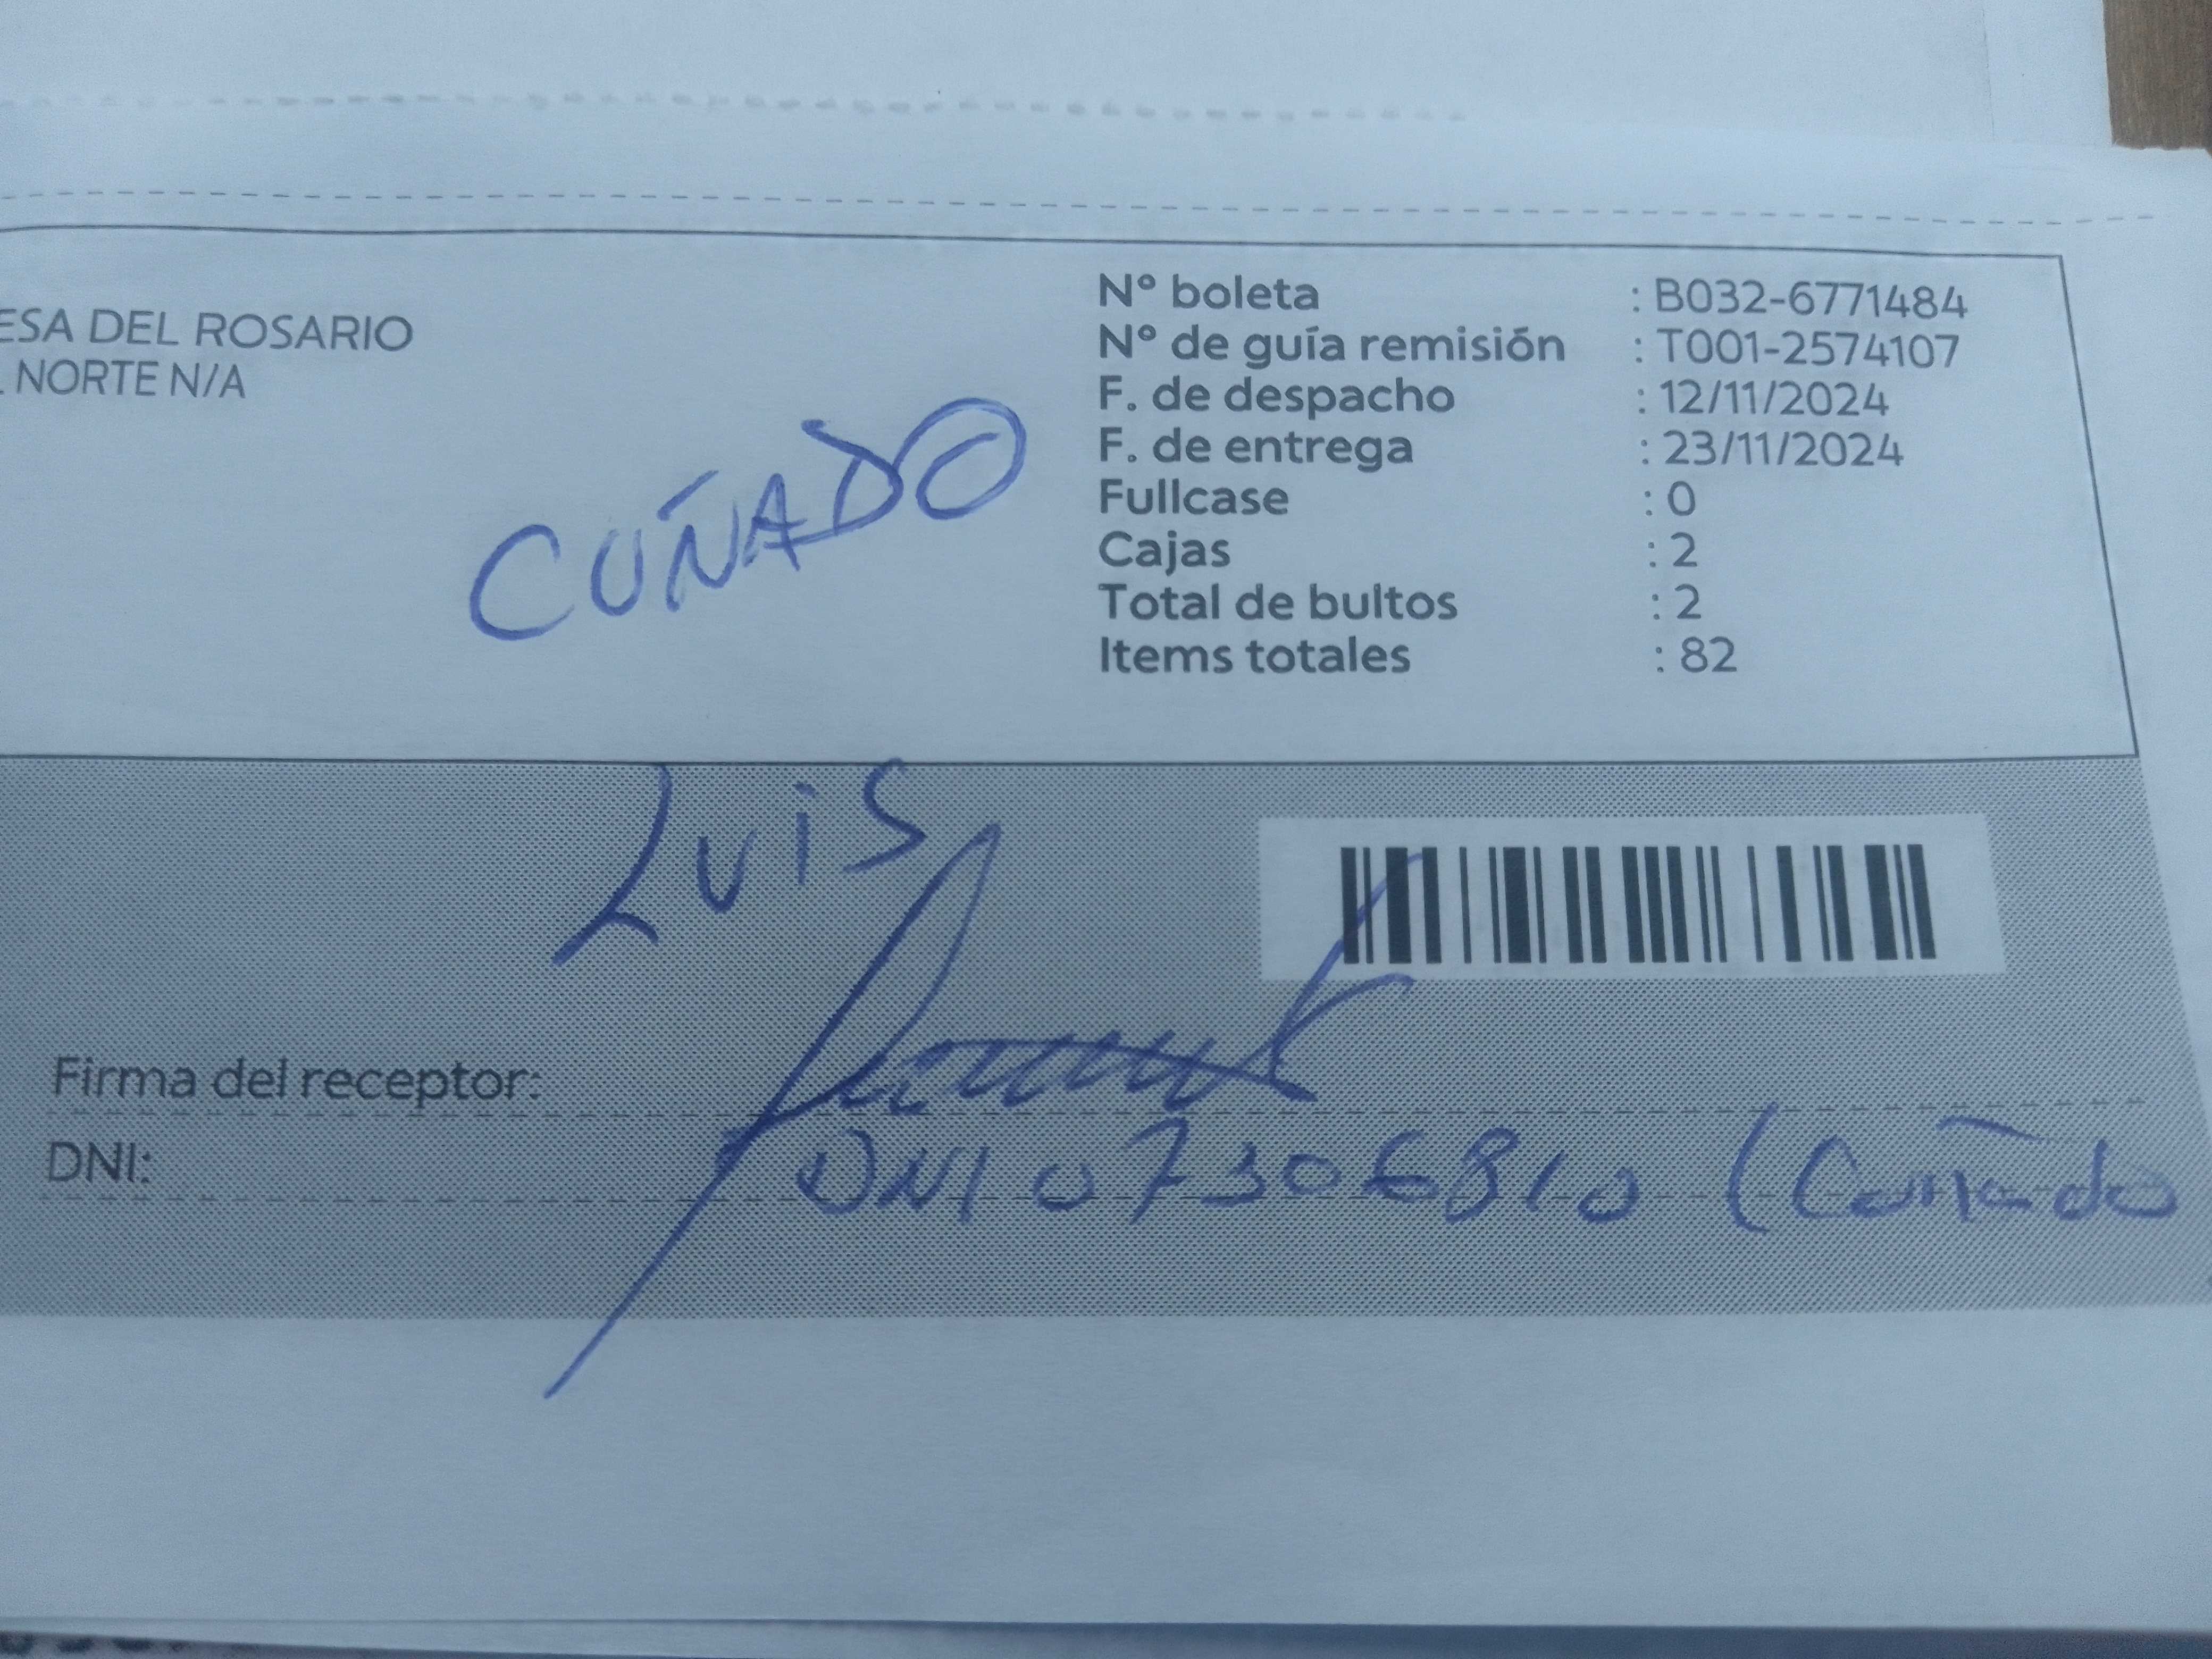 ESA DEL ROSARIO
NORTE N/A
CUÑADO
Nº boleta : B032-6771484
Nº de guía remisión : T001-2574107
F. de despacho : 12/11/2024
F. de entrega : 23/11/2024
Fullcase : 0
Cajas : 2
Total de bultos : 2
Items totales : 82
Luis
Firma del receptor:
DNI: DNI 07306810 (Cuñado